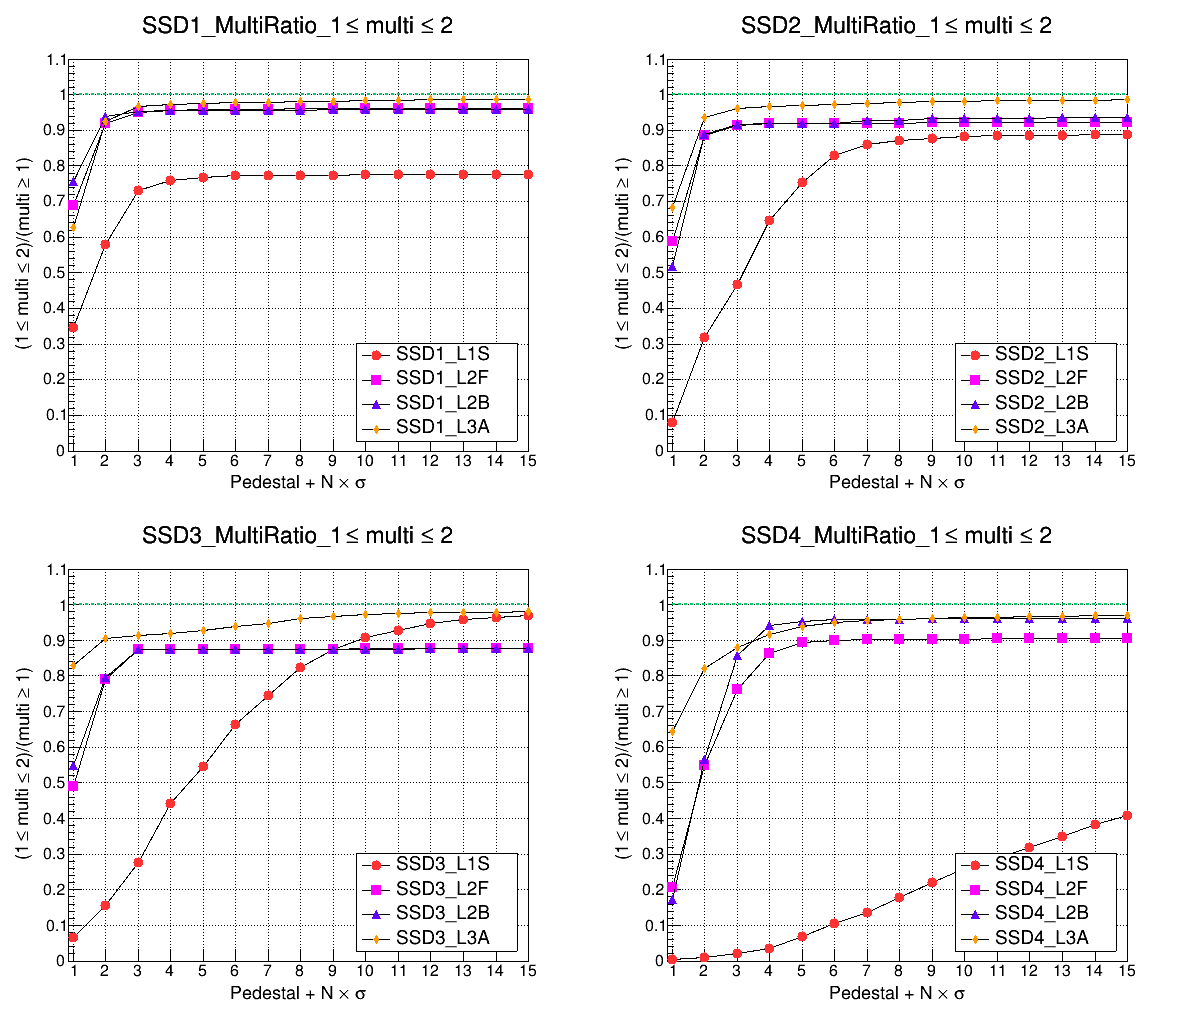 SSD1_MultiRatio_1 ≤ multi ≤ 2
(1 ≤ multi ≤ 2)/(multi ≥ 1)
1.1
1
0.9
0.8
0.7
0.6
0.5
0.4
0.3
0.2
0.1
0
SSD1_L1S
SSD1_L2F
SSD1_L2B
SSD1_L3A
1 2 3 4 5 6 7 8 9 10 11 12 13 14 15
Pedestal + N × σ
SSD2_MultiRatio_1 ≤ multi ≤ 2
(1 ≤ multi ≤ 2)/(multi ≥ 1)
1.1
1
0.9
0.8
0.7
0.6
0.5
0.4
0.3
0.2
0.1
0
SSD2_L1S
SSD2_L2F
SSD2_L2B
SSD2_L3A
1 2 3 4 5 6 7 8 9 10 11 12 13 14 15
Pedestal + N × σ
SSD3_MultiRatio_1 ≤ multi ≤ 2
(1 ≤ multi ≤ 2)/(multi ≥ 1)
1.1
1
0.9
0.8
0.7
0.6
0.5
0.4
0.3
0.2
0.1
0
SSD3_L1S
SSD3_L2F
SSD3_L2B
SSD3_L3A
1 2 3 4 5 6 7 8 9 10 11 12 13 14 15
Pedestal + N × σ
SSD4_MultiRatio_1 ≤ multi ≤ 2
(1 ≤ multi ≤ 2)/(multi ≥ 1)
1.1
1
0.9
0.8
0.7
0.6
0.5
0.4
0.3
0.2
0.1
0
SSD4_L1S
SSD4_L2F
SSD4_L2B
SSD4_L3A
1 2 3 4 5 6 7 8 9 10 11 12 13 14 15
Pedestal + N × σ